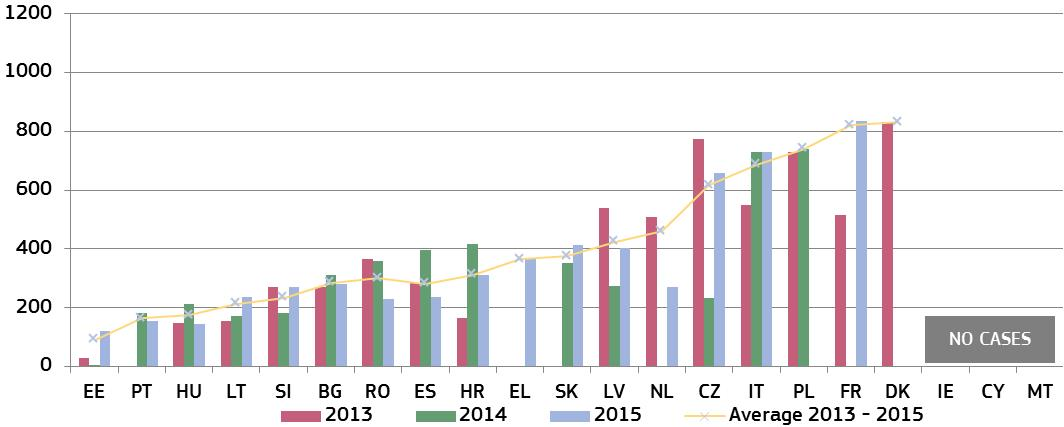 1200
1000
800
600
400
200
0
NO CASES
EE PT HU LT SI BG RO ES HR EL SK LV NL CZ IT PL FR DK IE CY MT
2013 2014 2015 Average 2013 - 2015